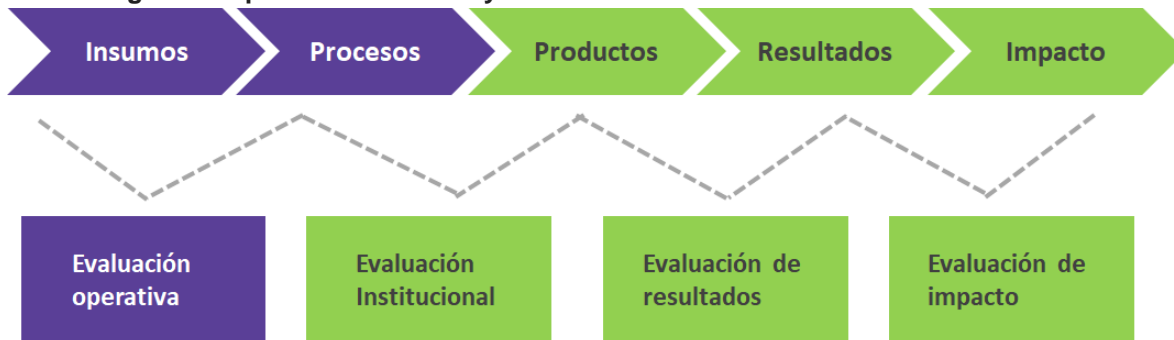 Insumos Procesos Productos Resultados Impacto
Evaluación operativa
Evaluación Institucional
Evaluación de resultados
Evaluación de impacto